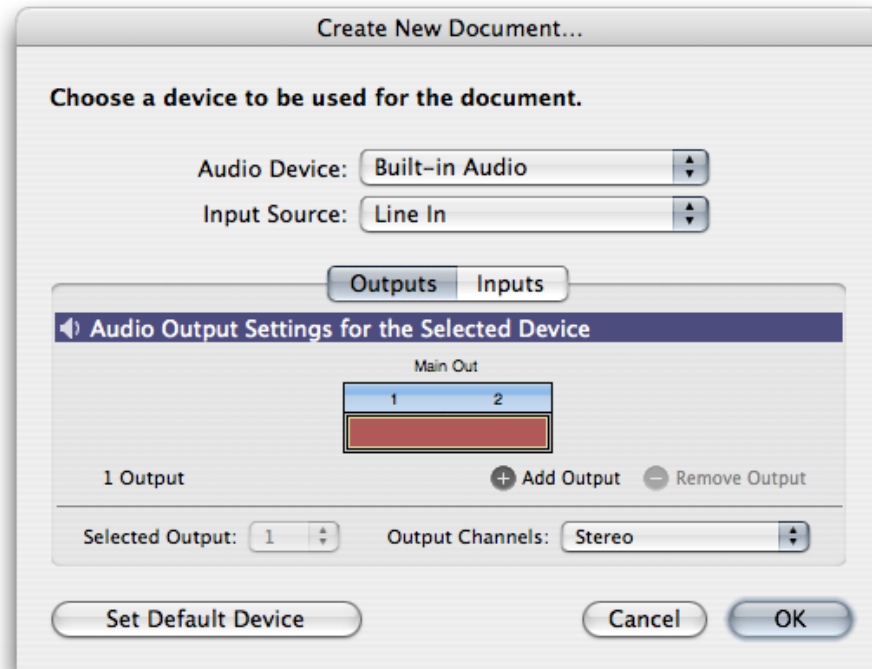 Create New Document...
Choose a device to be used for the document.
Audio Device: Built-in Audio
Input Source: Line In
Outputs Inputs
Audio Output Settings for the Selected Device
Main Out
1 2
1 Output Add Output Remove Output
Selected Output: 1 Output Channels: Stereo
Set Default Device Cancel OK